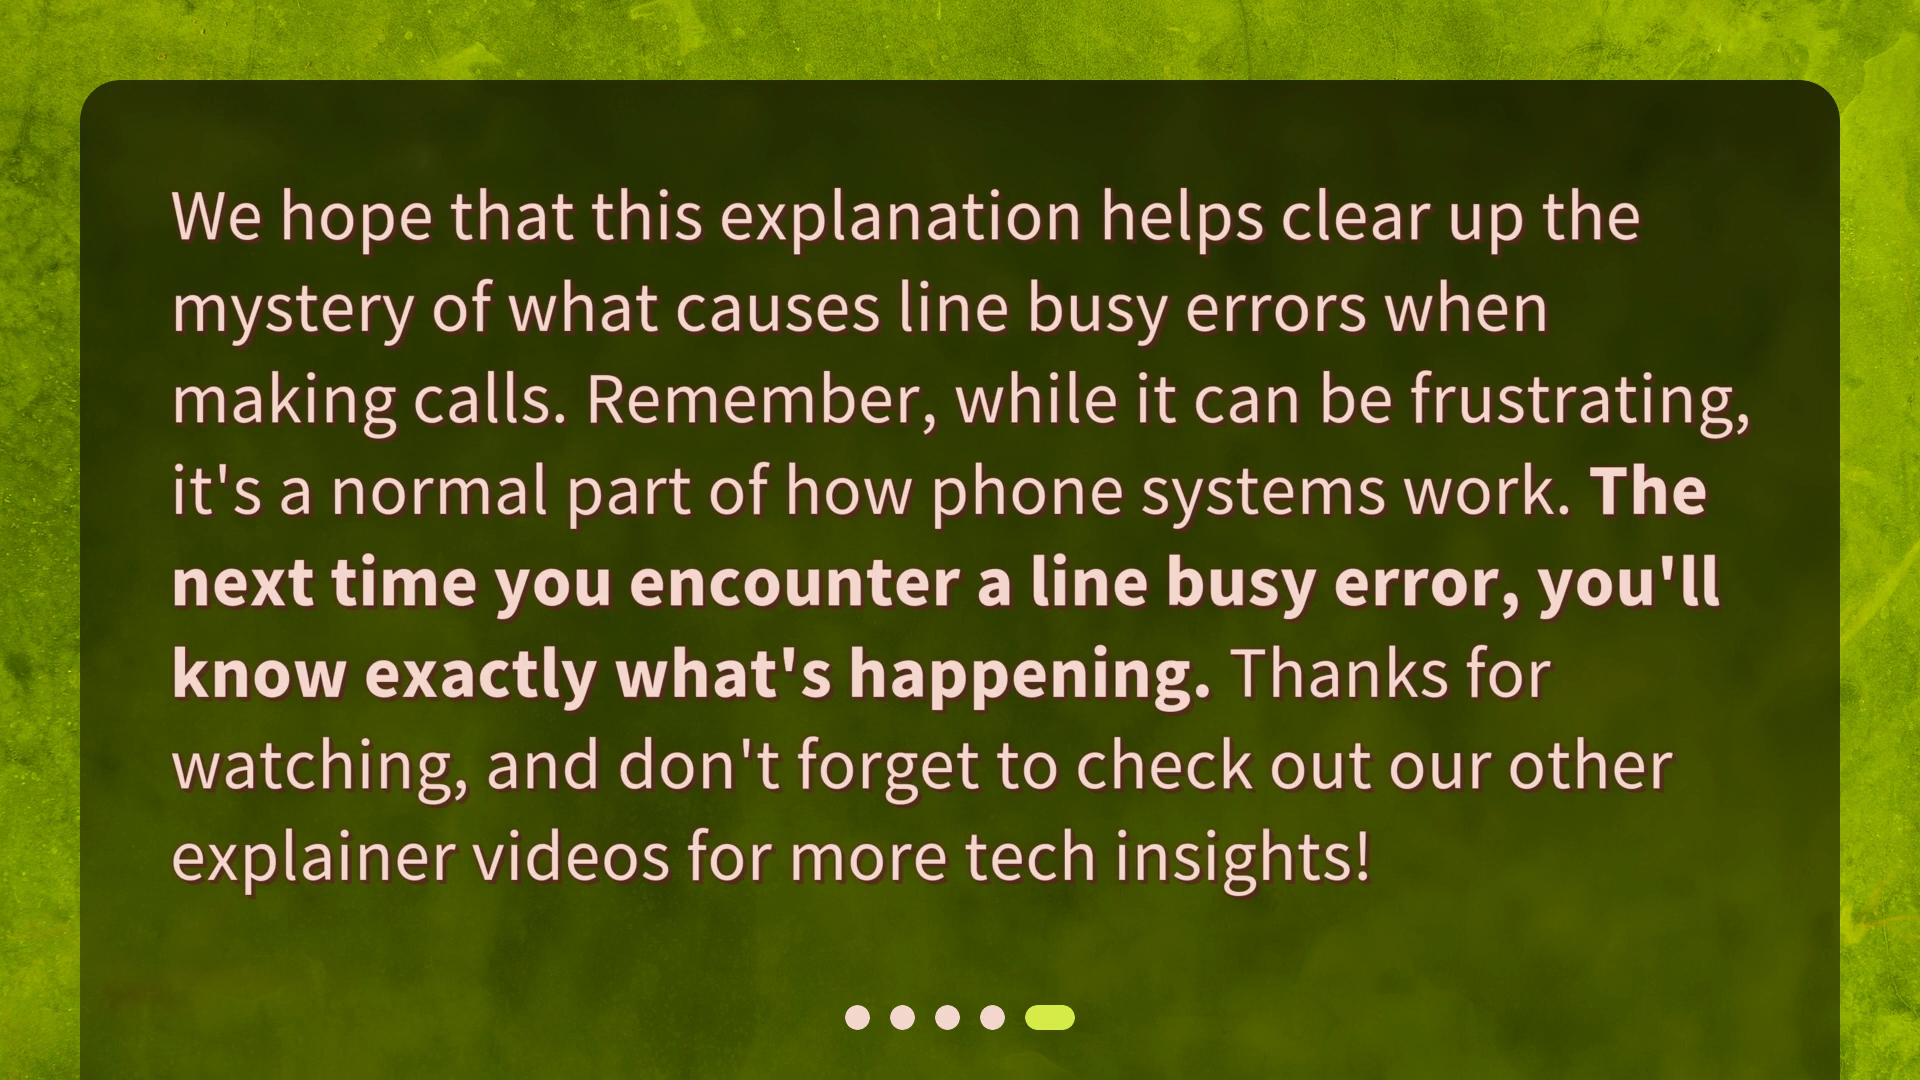 We hope that this explanation helps clear up the
mystery of what causes line busy errors when
making calls. Remember, while it can be frustrating,
it's a normal part of how phone systems work. The
next time you encounter a line busy error, you'll
know exactly what's happening. Thanks for
watching, and don't forget to check out our other
explainer videos for more tech insights!